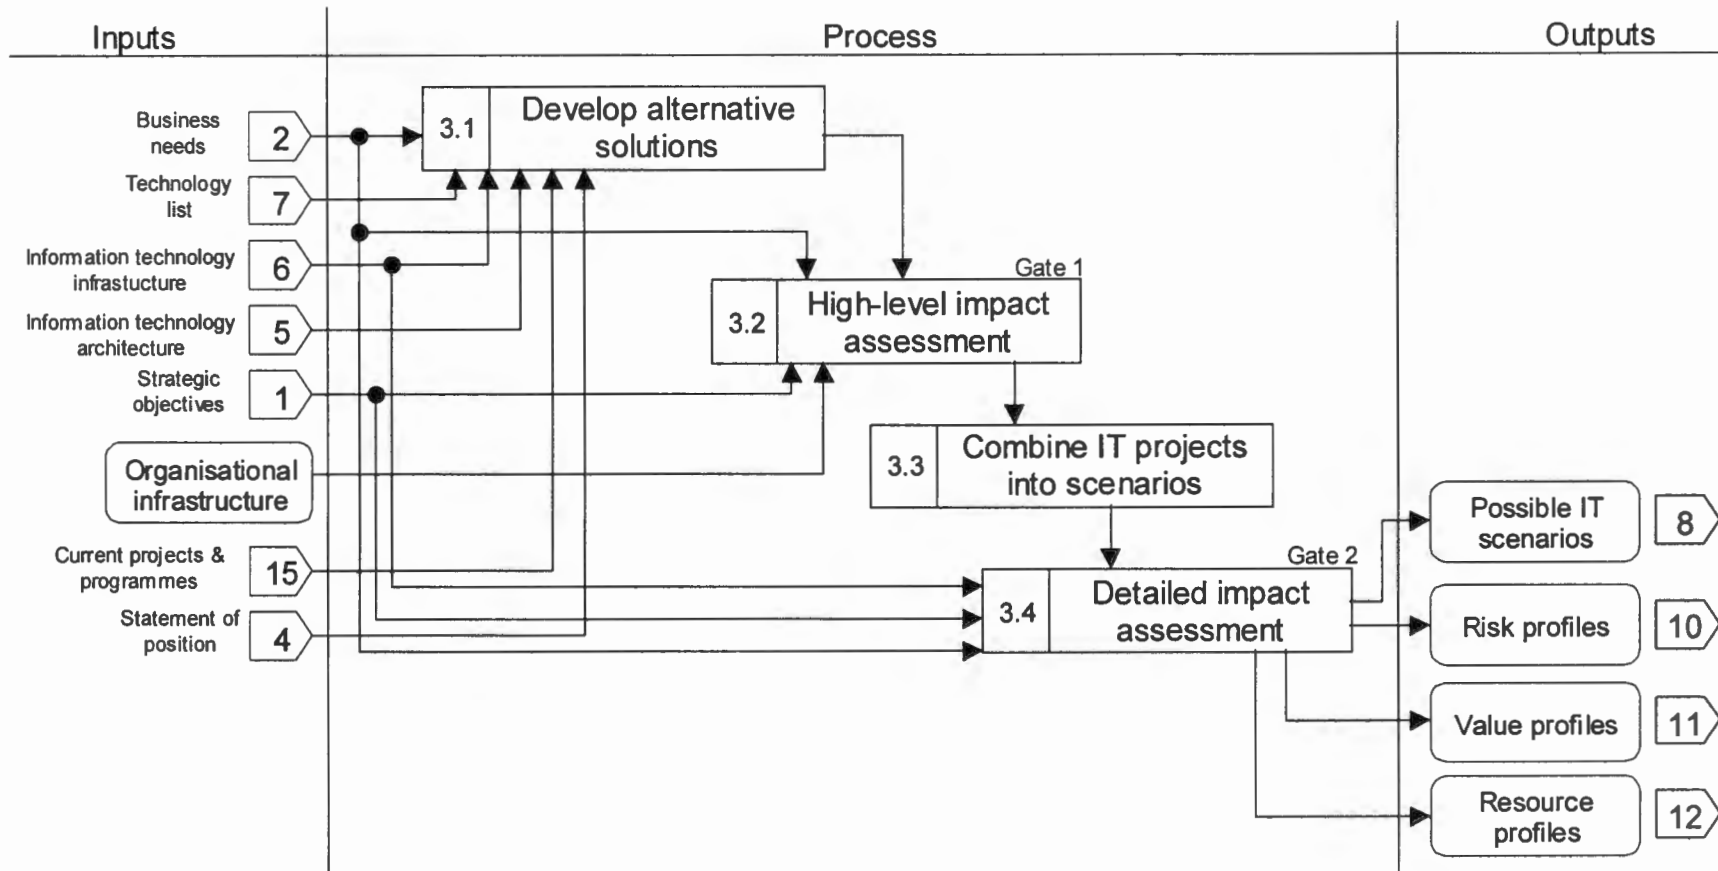 Inputs
Process
Outputs
Business
needs
2
Technology
list
7
Information technology
infrastucture
6
Information technology
architecture
5
Strategic
objectives
1
Organisational
infrastructure
Current projects &
programmes
15
Statement of
position
4
3.1
Develop alternative
solutions
Gate 1
3.2
High-level impact
assessment
3.3
Combine IT projects
into scenarios
Gate 2
3.4
Detailed impact
assessment
Possible IT
scenarios
8
Risk profiles
10
Value profiles
11
Resource
profiles
12